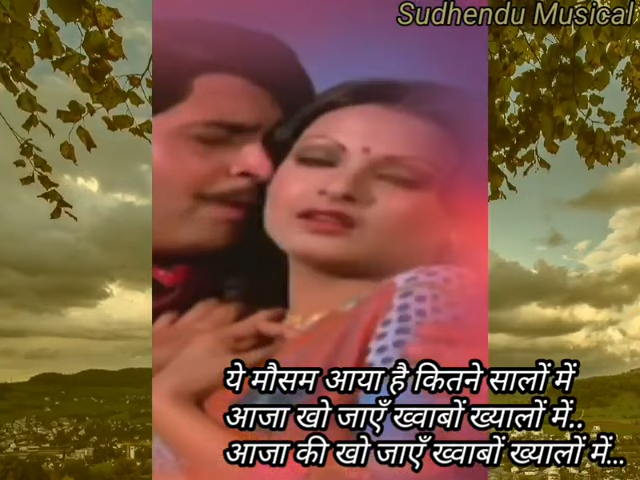 Sudhendu Musical
ये मौसम आया है कितने सालों में
आजा खो जाएँ ख्वाबों ख्यालों में..
आजा की खो जाएँ ख्वाबों ख्यालों में...